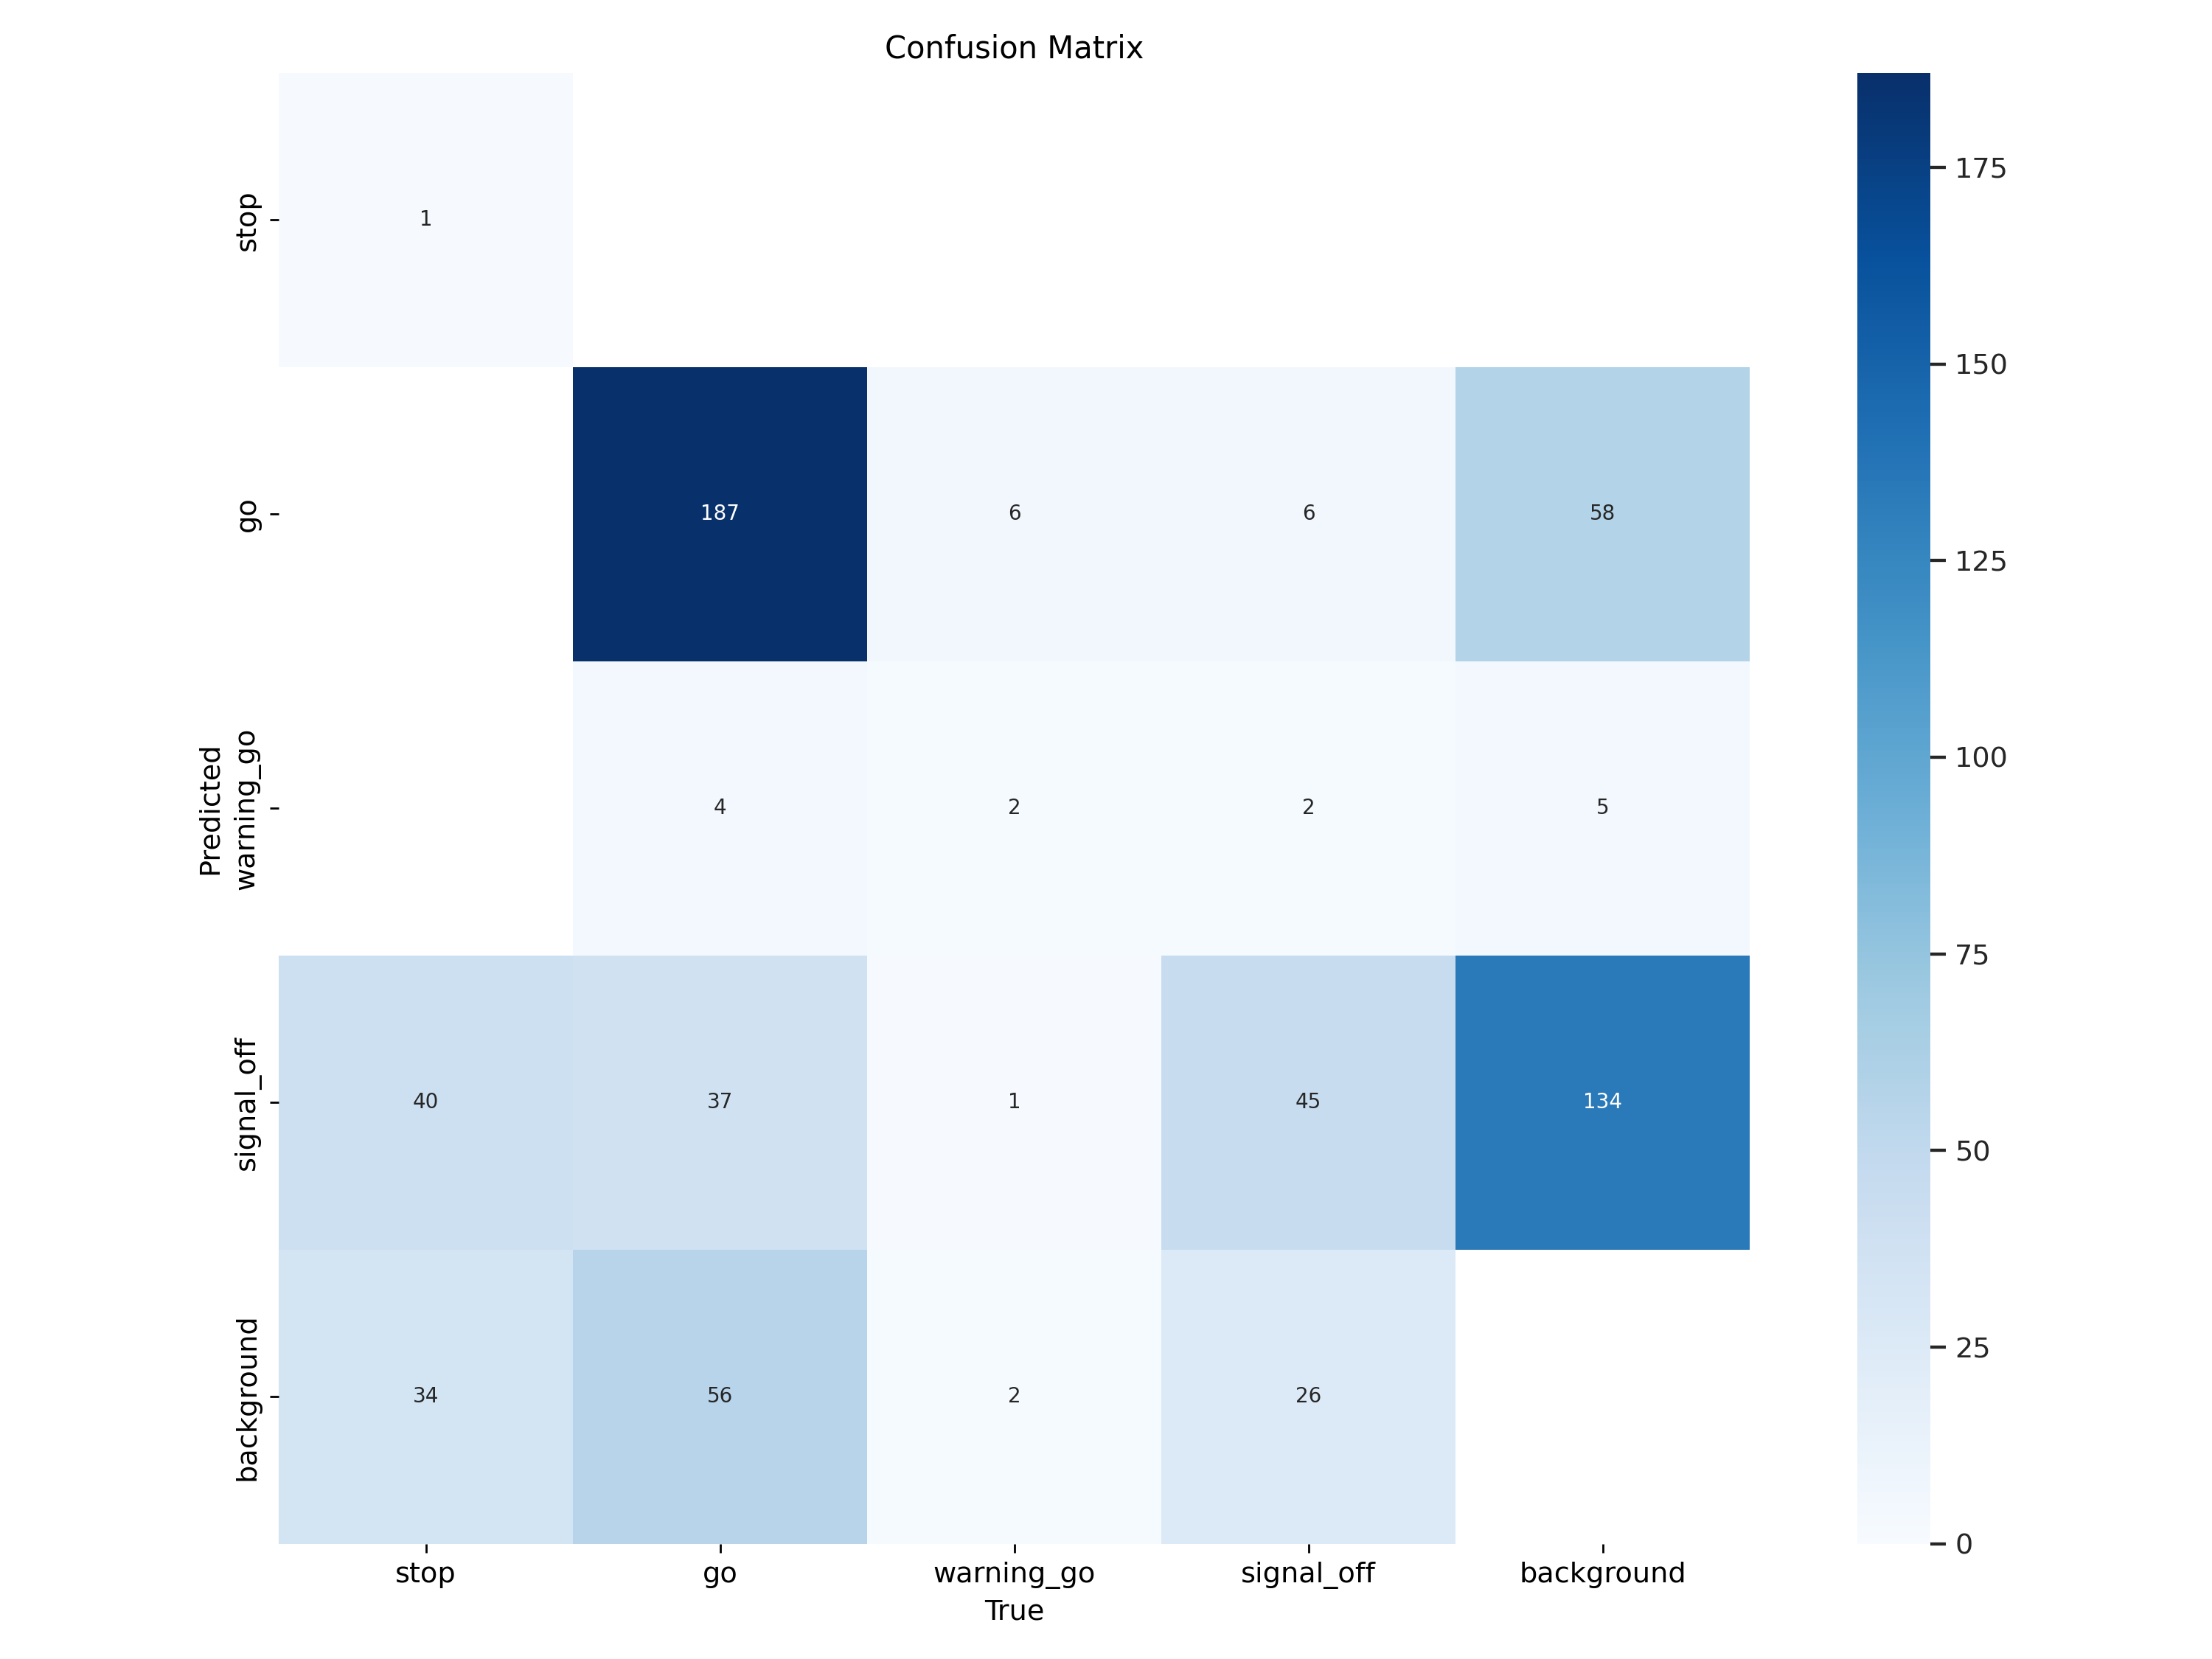 Confusion Matrix
Predicted
stop
1
go
187 6 6 58
warning_go
4 2 2 5
signal_off
40 37 1 45 134
background
34 56 2 26
stop go warning_go signal_off background
True
175
150
125
100
75
50
25
0